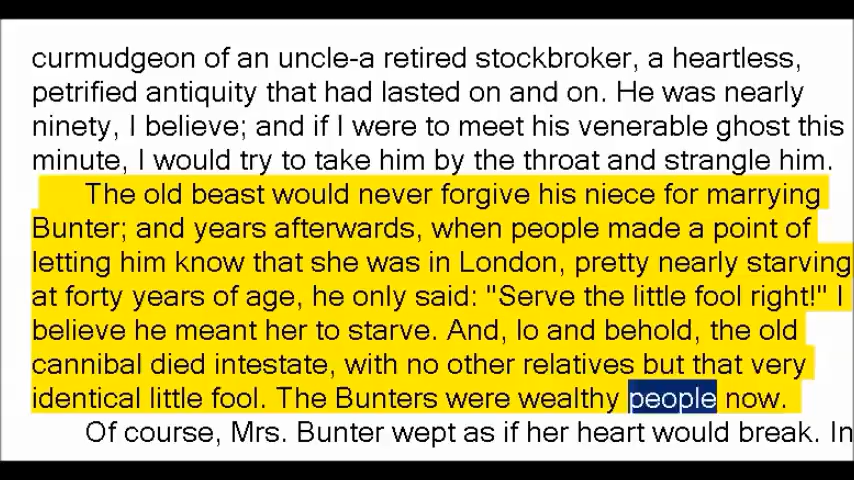 curmudgeon of an uncle-a retired stockbroker, a heartless,
petrified antiquity that had lasted on and on. He was nearly
ninety, I believe; and if I were to meet his venerable ghost this
minute, I would try to take him by the throat and strangle him.
The old beast would never forgive his niece for marrying
Bunter; and years afterwards, when people made a point of
letting him know that she was in London, pretty nearly starving
at forty years of age, he only said: "Serve the little fool right!" I
believe he meant her to starve. And, lo and behold, the old
cannibal died intestate, with no other relatives but that very
identical little fool. The Bunters were wealthy people now.
Of course, Mrs. Bunter wept as if her heart would break. In